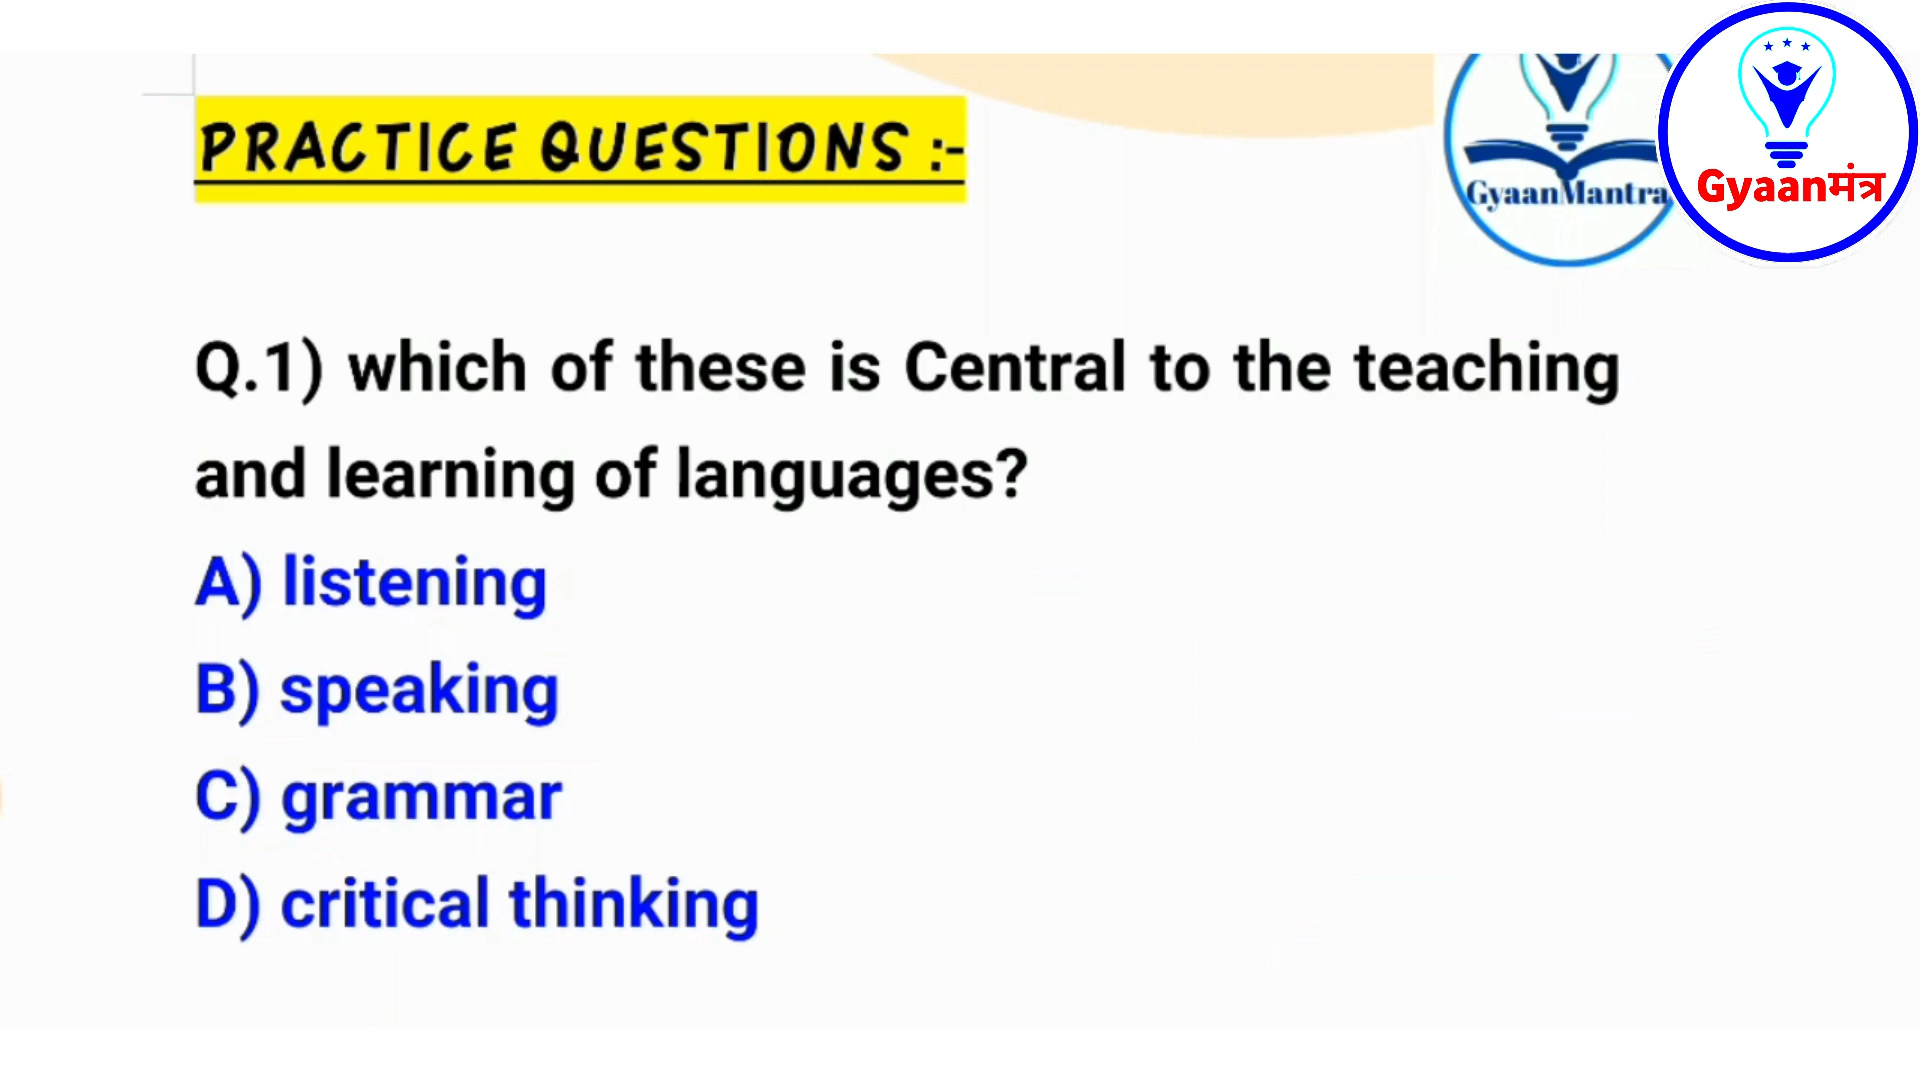 PRACTICE QUESTIONS :-
GyaanMantra
Gyaanमंत्र
Q.1) which of these is Central to the teaching
and learning of languages?
A) listening
B) speaking
C) grammar
D) critical thinking